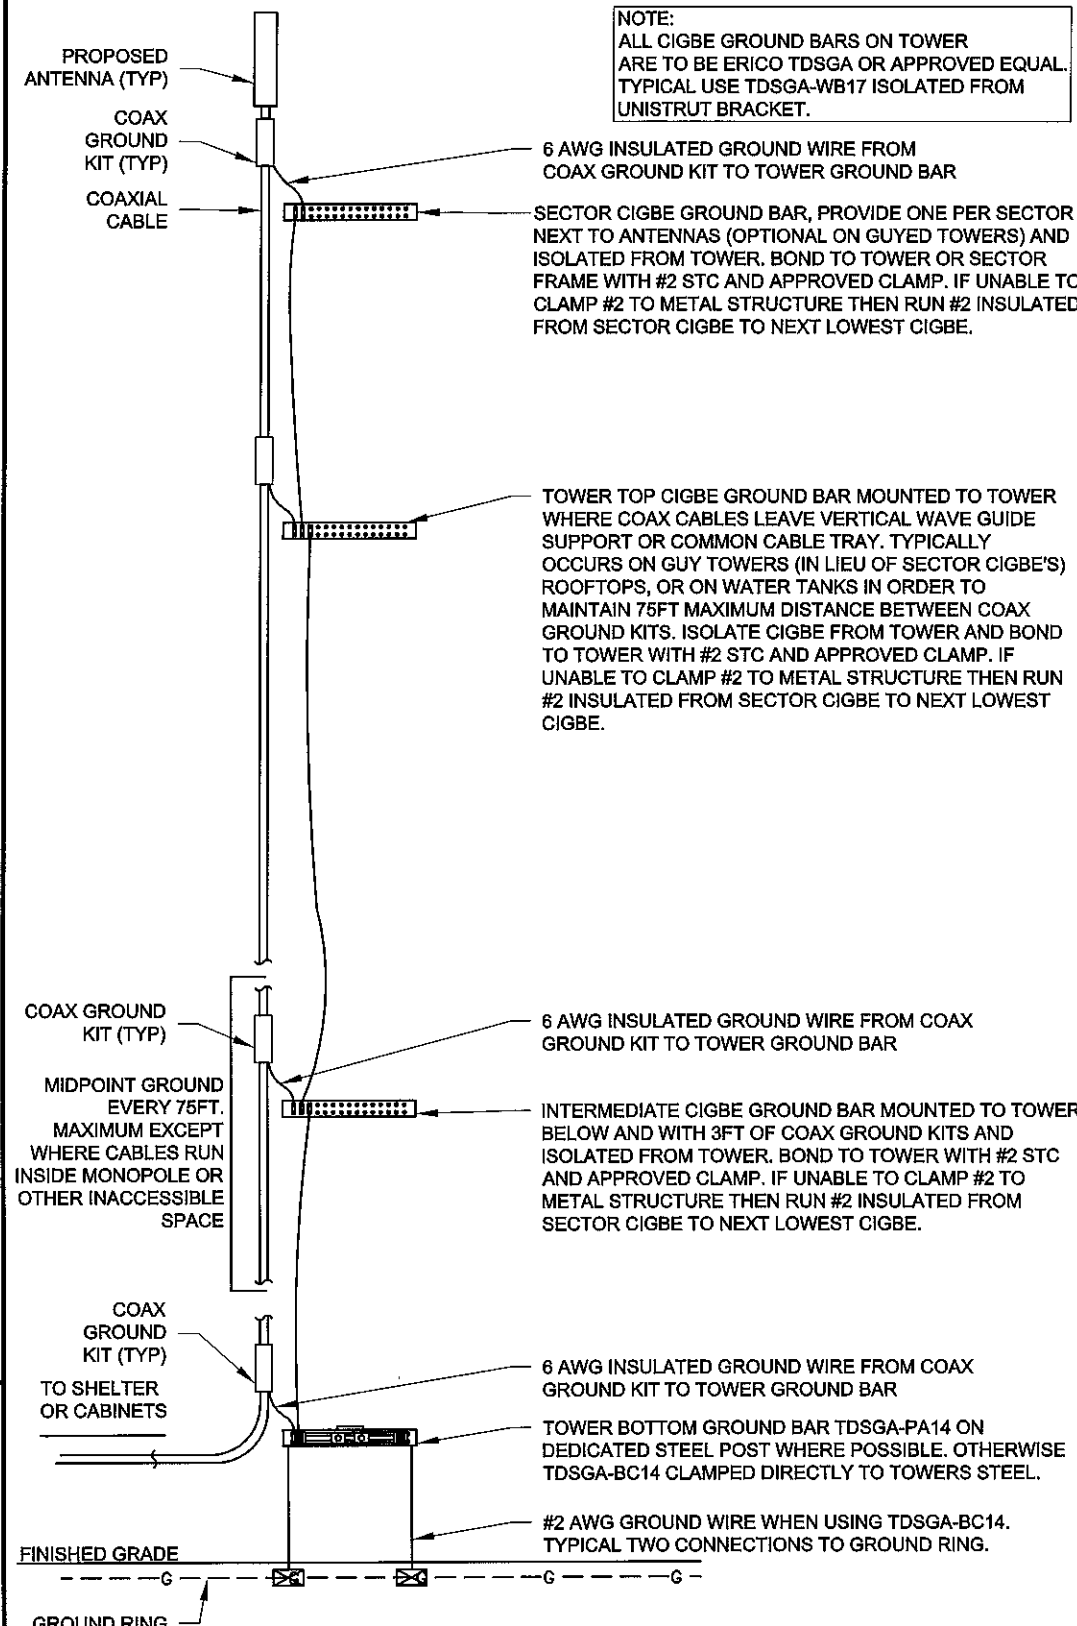 NOTE:
ALL CIGBE GROUND BARS ON TOWER
ARE TO BE ERICO TDSGA OR APPROVED EQUAL.
TYPICAL USE TDSGA-WB17 ISOLATED FROM
UNISTRUT BRACKET.
PROPOSED
ANTENNA (TYP)
COAX
GROUND
KIT (TYP)
COAXIAL
CABLE
6 AWG INSULATED GROUND WIRE FROM
COAX GROUND KIT TO TOWER GROUND BAR
SECTOR CIGBE GROUND BAR, PROVIDE ONE PER SECTOR
NEXT TO ANTENNAS (OPTIONAL ON GUYED TOWERS) AND
ISOLATED FROM TOWER. BOND TO TOWER OR SECTOR
FRAME WITH #2 STC AND APPROVED CLAMP. IF UNABLE TO
CLAMP #2 TO METAL STRUCTURE THEN RUN #2 INSULATED
FROM SECTOR CIGBE TO NEXT LOWEST CIGBE.
TOWER TOP CIGBE GROUND BAR MOUNTED TO TOWER
WHERE COAX CABLES LEAVE VERTICAL WAVE GUIDE
SUPPORT OR COMMON CABLE TRAY. TYPICALLY
OCCURS ON GUY TOWERS (IN LIEU OF SECTOR CIGBE'S)
ROOFTOPS, OR ON WATER TANKS IN ORDER TO
MAINTAIN 75FT MAXIMUM DISTANCE BETWEEN COAX
GROUND KITS. ISOLATE CIGBE FROM TOWER AND BOND
TO TOWER WITH #2 STC AND APPROVED CLAMP. IF
UNABLE TO CLAMP #2 TO METAL STRUCTURE THEN RUN
#2 INSULATED FROM SECTOR CIGBE TO NEXT LOWEST
CIGBE.
COAX GROUND
KIT (TYP)
MIDPOINT GROUND
EVERY 75FT.
MAXIMUM EXCEPT
WHERE CABLES RUN
INSIDE MONOPOLE OR
OTHER INACCESSIBLE
SPACE
6 AWG INSULATED GROUND WIRE FROM COAX
GROUND KIT TO TOWER GROUND BAR
INTERMEDIATE CIGBE GROUND BAR MOUNTED TO TOWER
BELOW AND WITH 3FT OF COAX GROUND KITS AND
ISOLATED FROM TOWER. BOND TO TOWER WITH #2 STC
AND APPROVED CLAMP. IF UNABLE TO CLAMP #2 TO
METAL STRUCTURE THEN RUN #2 INSULATED FROM
SECTOR CIGBE TO NEXT LOWEST CIGBE.
COAX
GROUND
KIT (TYP)
TO SHELTER
OR CABINETS
6 AWG INSULATED GROUND WIRE FROM COAX
GROUND KIT TO TOWER GROUND BAR
TOWER BOTTOM GROUND BAR TDSGA-PA14 ON
DEDICATED STEEL POST WHERE POSSIBLE. OTHERWISE
TDSGA-BC14 CLAMPED DIRECTLY TO TOWERS STEEL.
#2 AWG GROUND WIRE WHEN USING TDSGA-BC14.
TYPICAL TWO CONNECTIONS TO GROUND RING.
FINISHED GRADE
G G G G G
GROUND RING